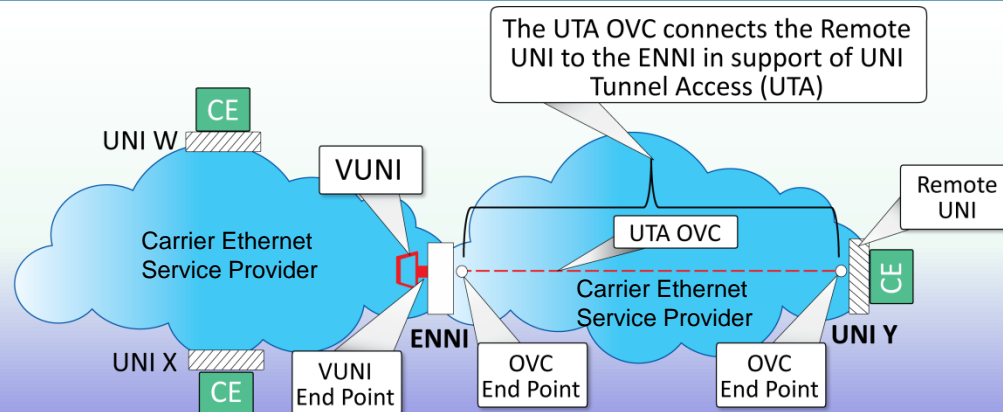 The UTA OVC connects the Remote
UNI to the ENNI in support of UNI
Tunnel Access (UTA)
CE
UNI W
VUNI
Remote
UNI
UTA OVC
Carrier Ethernet
Service Provider
CE
Carrier Ethernet
Service Provider
ENNI
UNI Y
UNI X
VUNI
End Point
OVC
End Point
OVC
End Point
CE